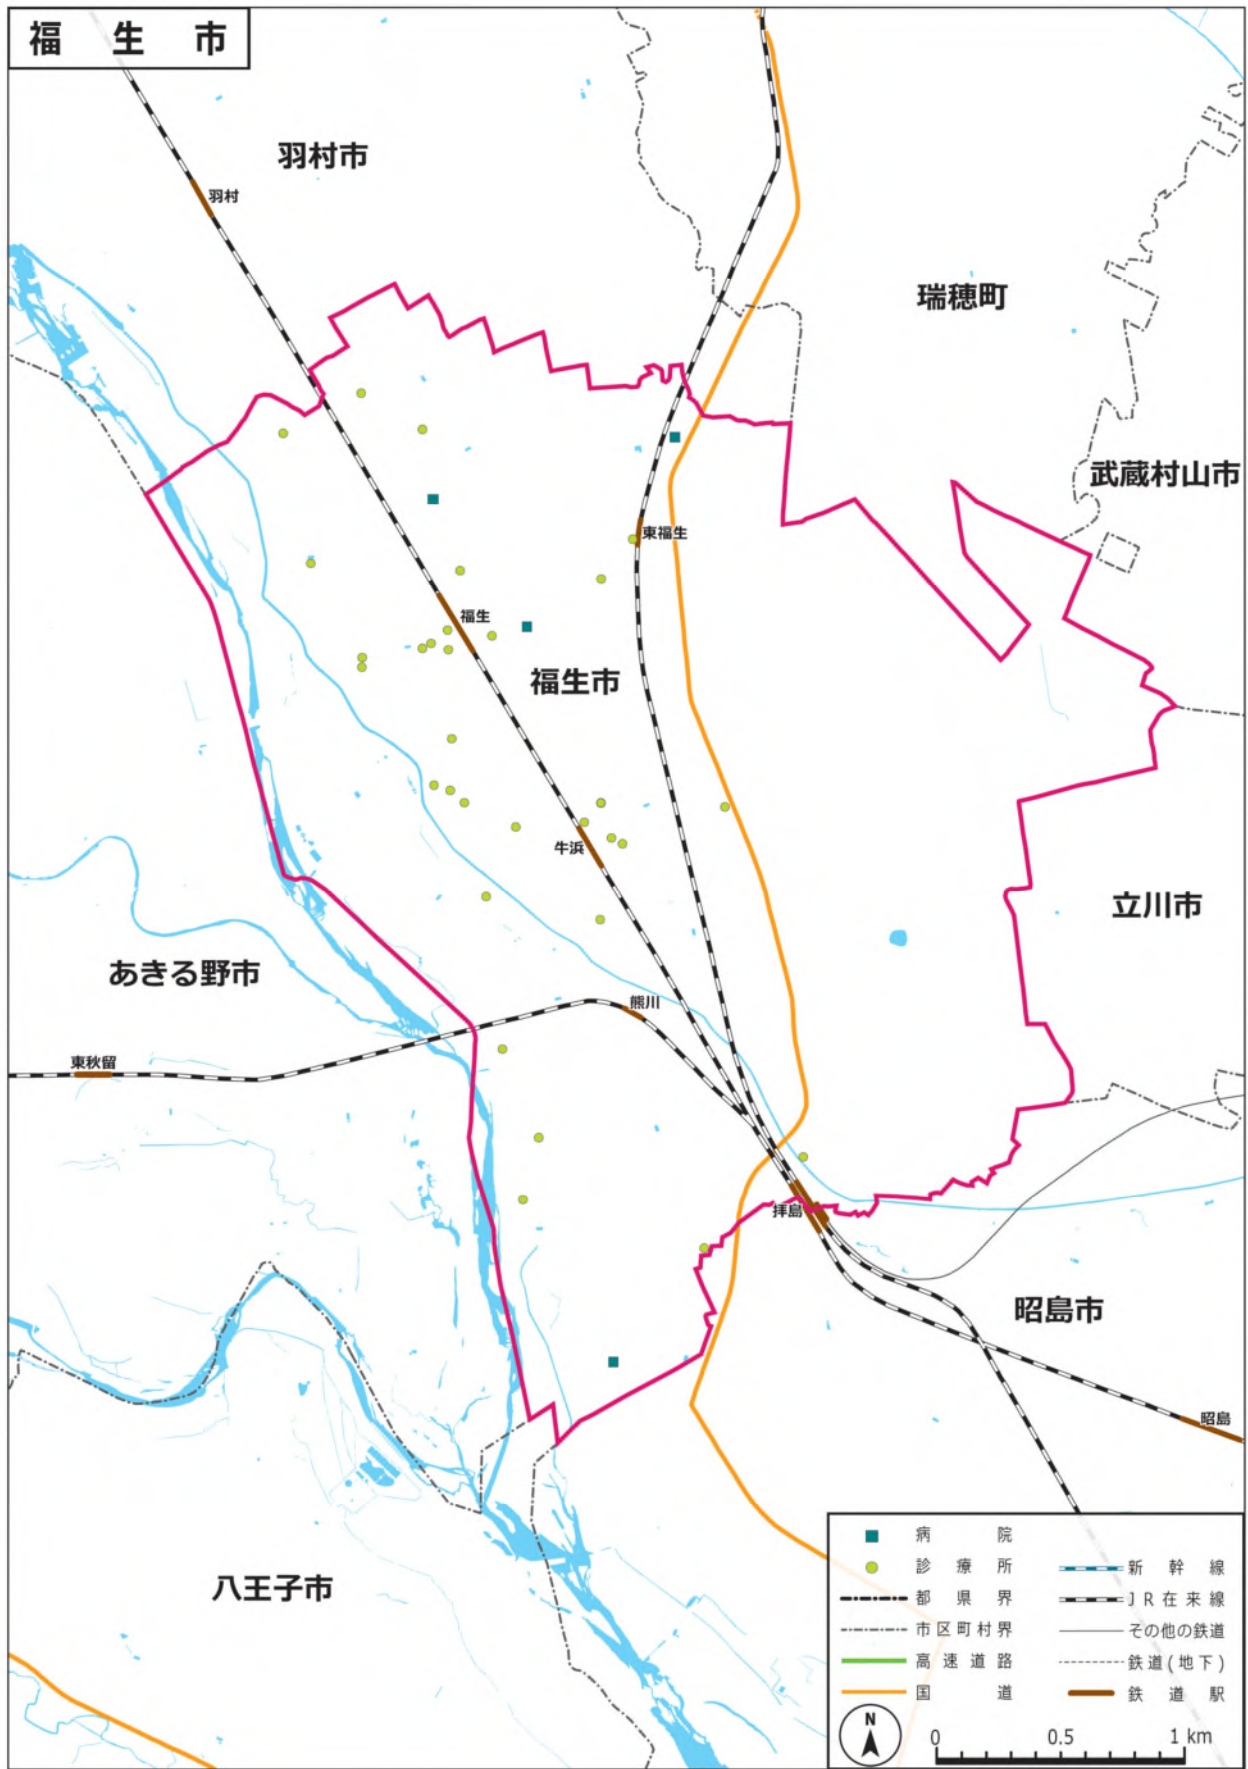 福生市
羽村市
羽村
瑞穂町
武蔵村山市
東福生
福生
福生市
牛浜
立川市
あきる野市
熊川
東秋留
拝島
昭島市
昭島
八王子市
病院
診療所
都県界
市区町村界
高速道路
国道
新幹線
JR在来線
その他の鉄道
鉄道(地下)
鉄道駅
N
0 0.5 1 km